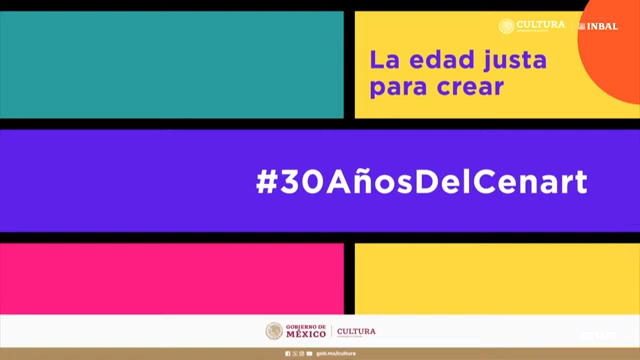 CULTURA
INBAL
La edad justa
para crear
#30AñosDelCenart
GOBIERNO DE
MÉXICO
CULTURA
gob.mx/cultura